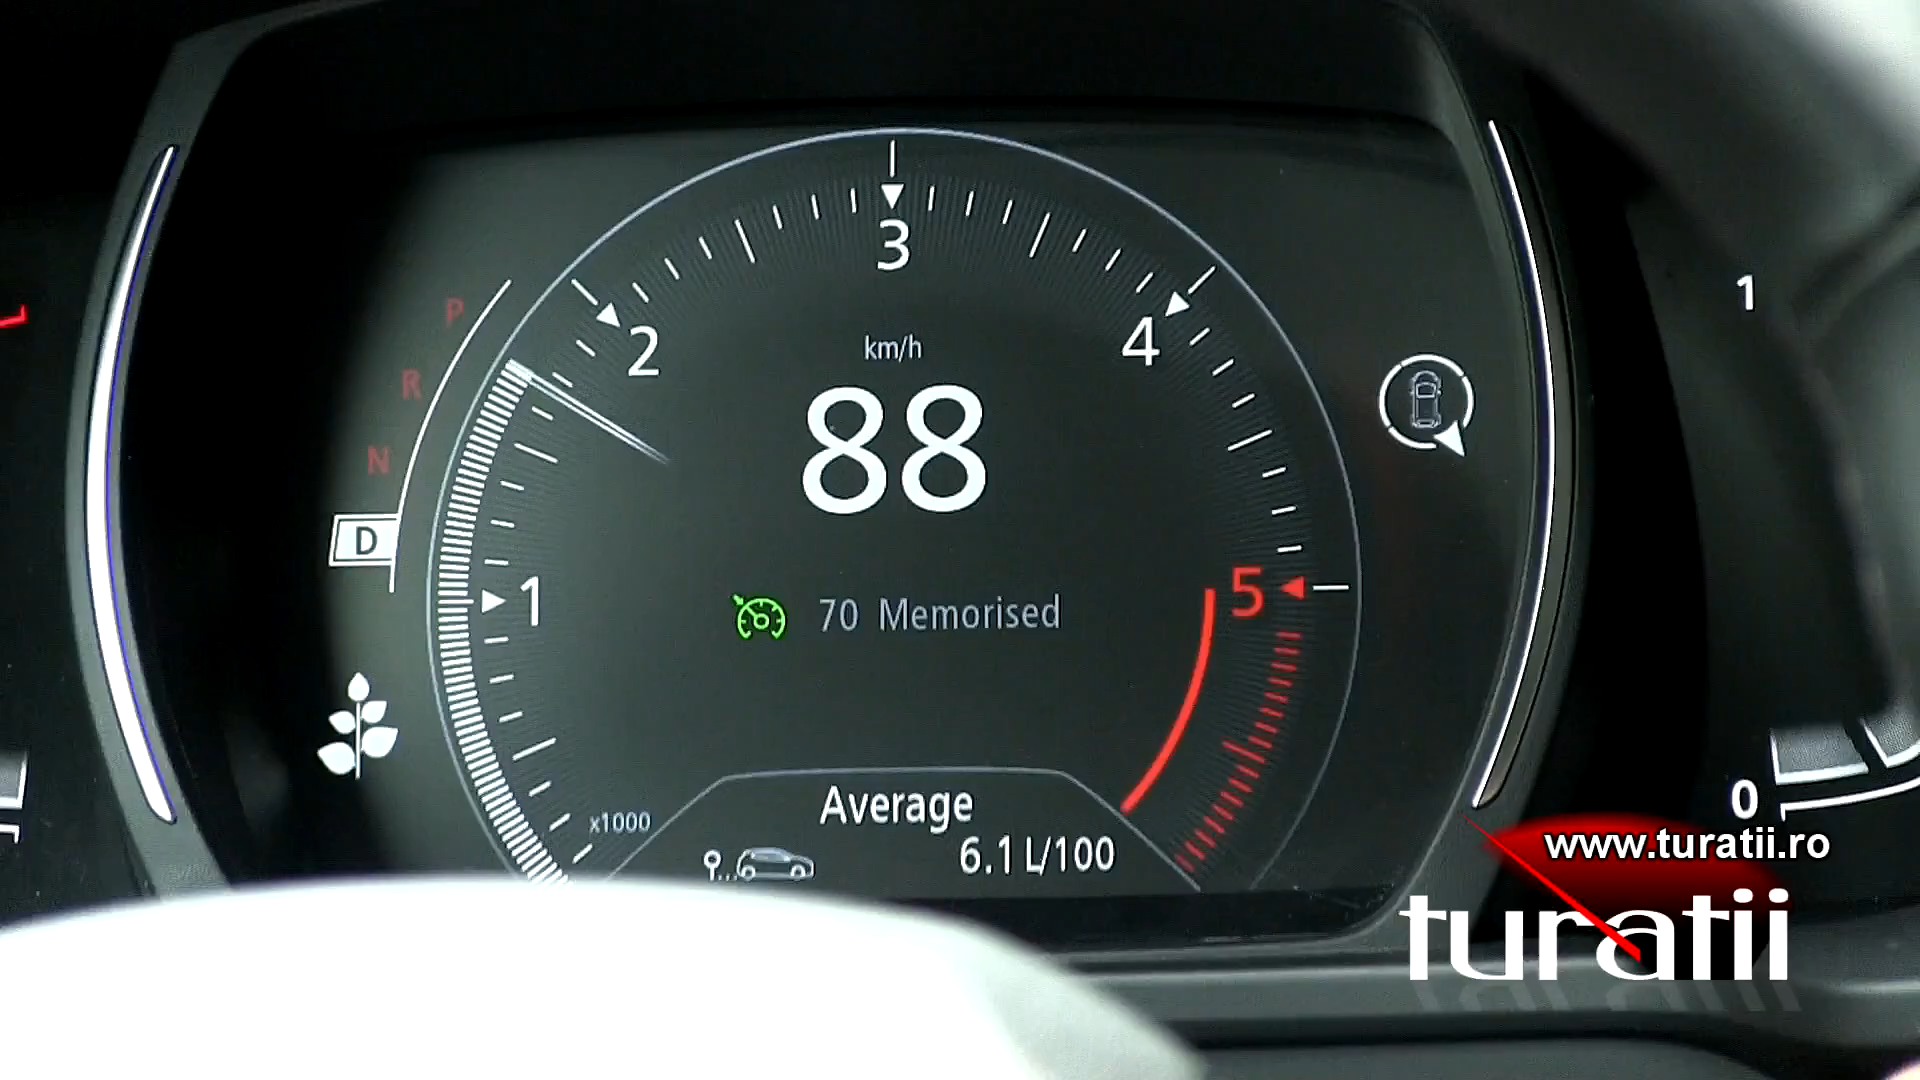 3
2
4
km/h
P
R
N
D
88
1
5
70 Memorised
x1000
Average
6.1 L/100
1
0
www.turatii.ro
turatii